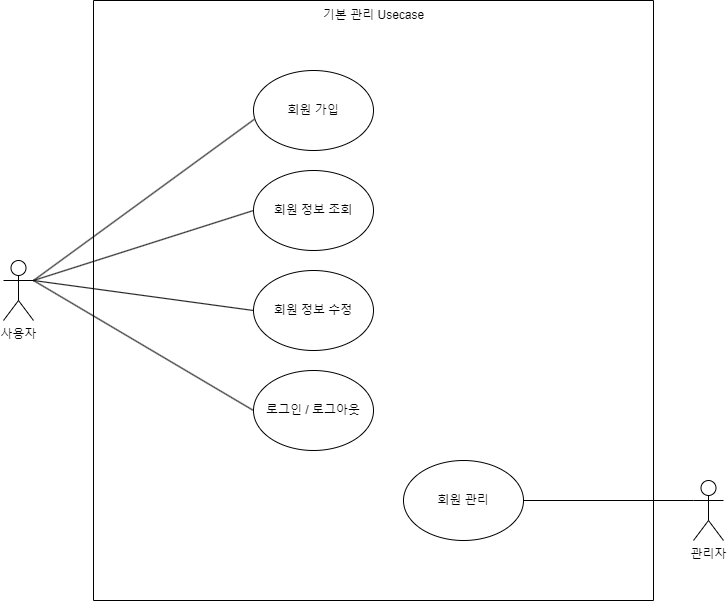 기본 관리 Usecase
회원 가입
회원 정보 조회
회원 정보 수정
사용자
로그인 / 로그아웃
회원 관리
관리자